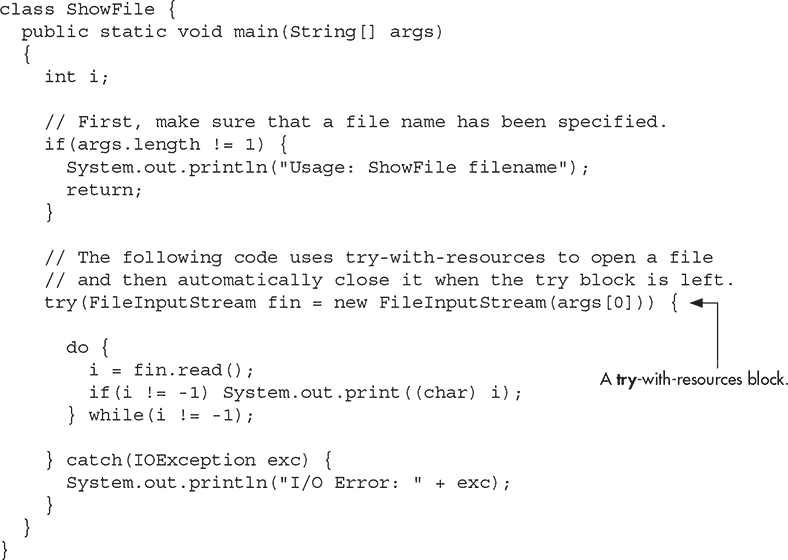 class ShowFile {
  public static void main(String[] args)
  {
    int i;

    // First, make sure that a file name has been specified.
    if(args.length != 1) {
      System.out.println("Usage: ShowFile filename");
      return;
    }

    // The following code uses try-with-resources to open a file
    // and then automatically close it when the try block is left.
    try(FileInputStream fin = new FileInputStream(args[0])) {

      do {
        i = fin.read();
        if(i != -1) System.out.print((char) i);
      } while(i != -1);
A try-with-resources block.

    } catch(IOException exc) {
      System.out.println("I/O Error: " + exc);
    }
  }
}